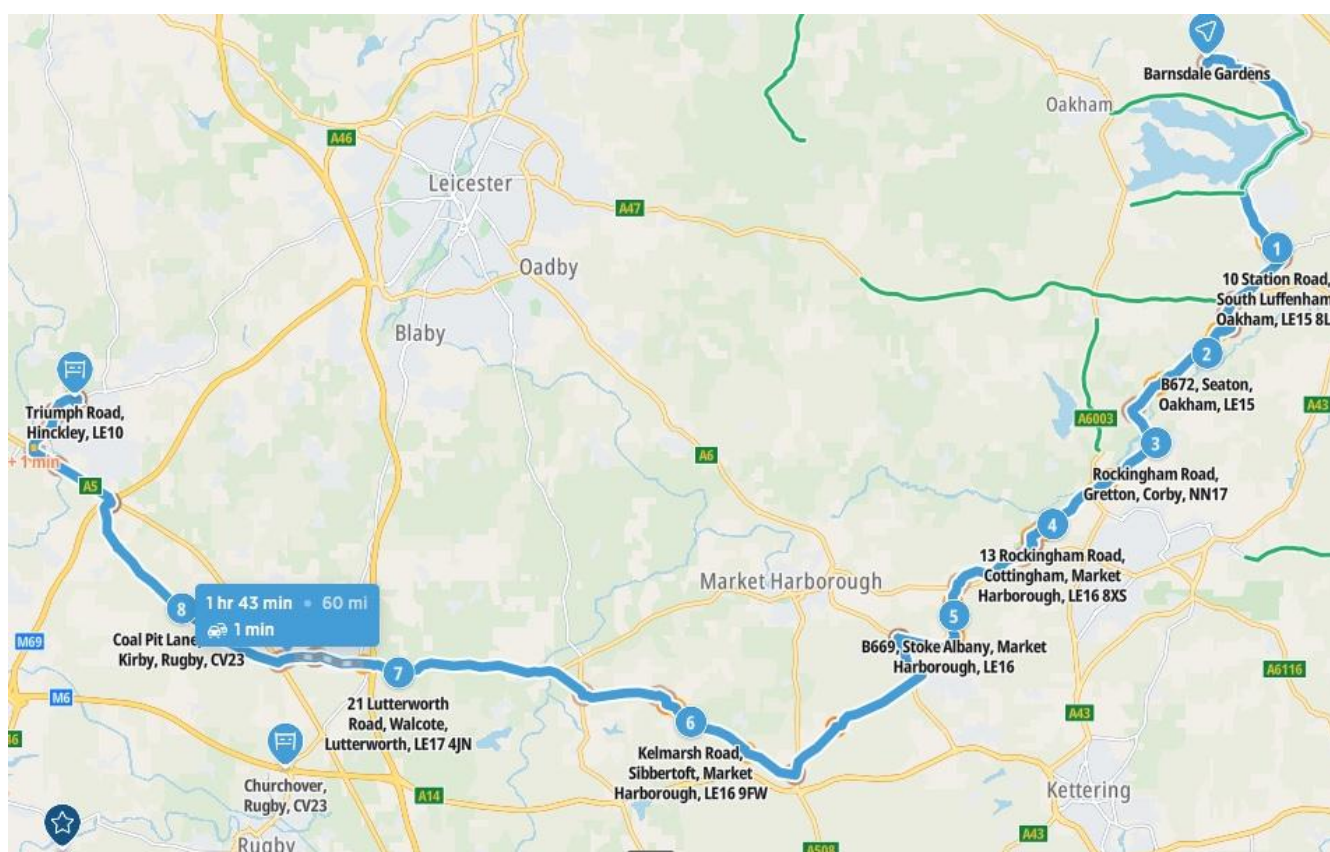 Barnsdale Gardens
Oakham
A46
Leicester
A47
1
Oadby
10 Station Road,
South Luffenham
Oakham, LE15 8L
Blaby
2
B672, Seaton,
Oakham, LE15
A43
Triumph Road,
Hinckley, LE10
A6003
3
+ 1 min
A6
Rockingham Road,
Gretton, Corby, NN17
A5
4
13 Rockingham Road,
Cottingham, Market
Harborough, LE16 8XS
Market Harborough
8
1 hr 43 min • 60 mi
1 min
5
Coal Pit Lane
Kirby, Rugby, CV23
M69
B669, Stoke Albany, Market
Harborough, LE16
7
21 Lutterworth
Road, Walcote,
Lutterworth, LE17 4JN
A6116
M6
6
A43
Kelmarsh Road,
Sibbertoft, Market
Harborough, LE16 9FW
46
Churchover,
Rugby, CV23
A14
Kettering
Rugby
A43
A508